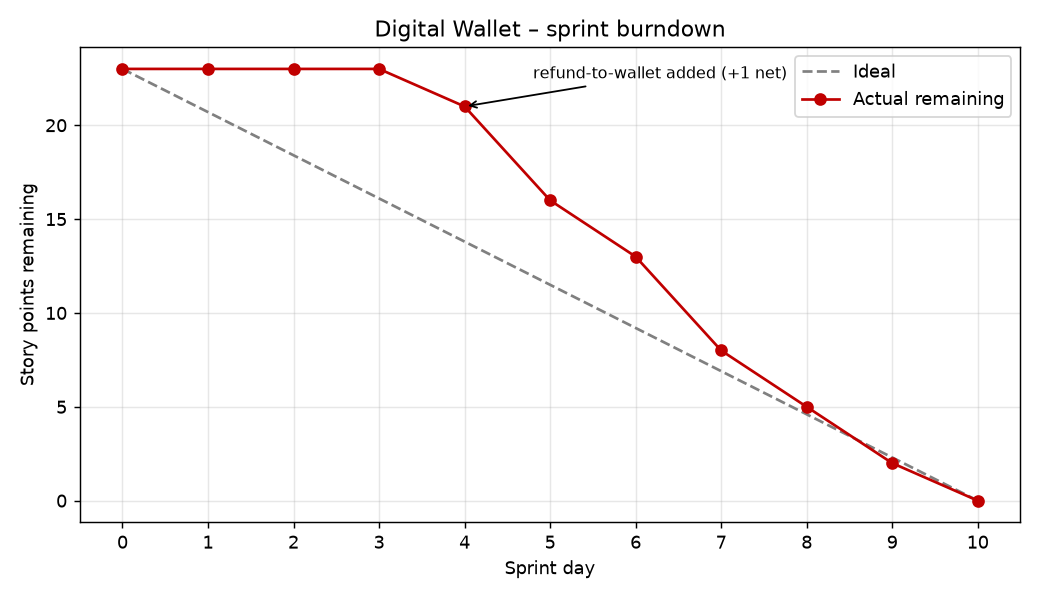 Digital Wallet – sprint burndown
refund-to-wallet added (+1 net)
Ideal
Actual remaining
Story points remaining
20
15
10
5
0
0 1 2 3 4 5 6 7 8 9 10
Sprint day